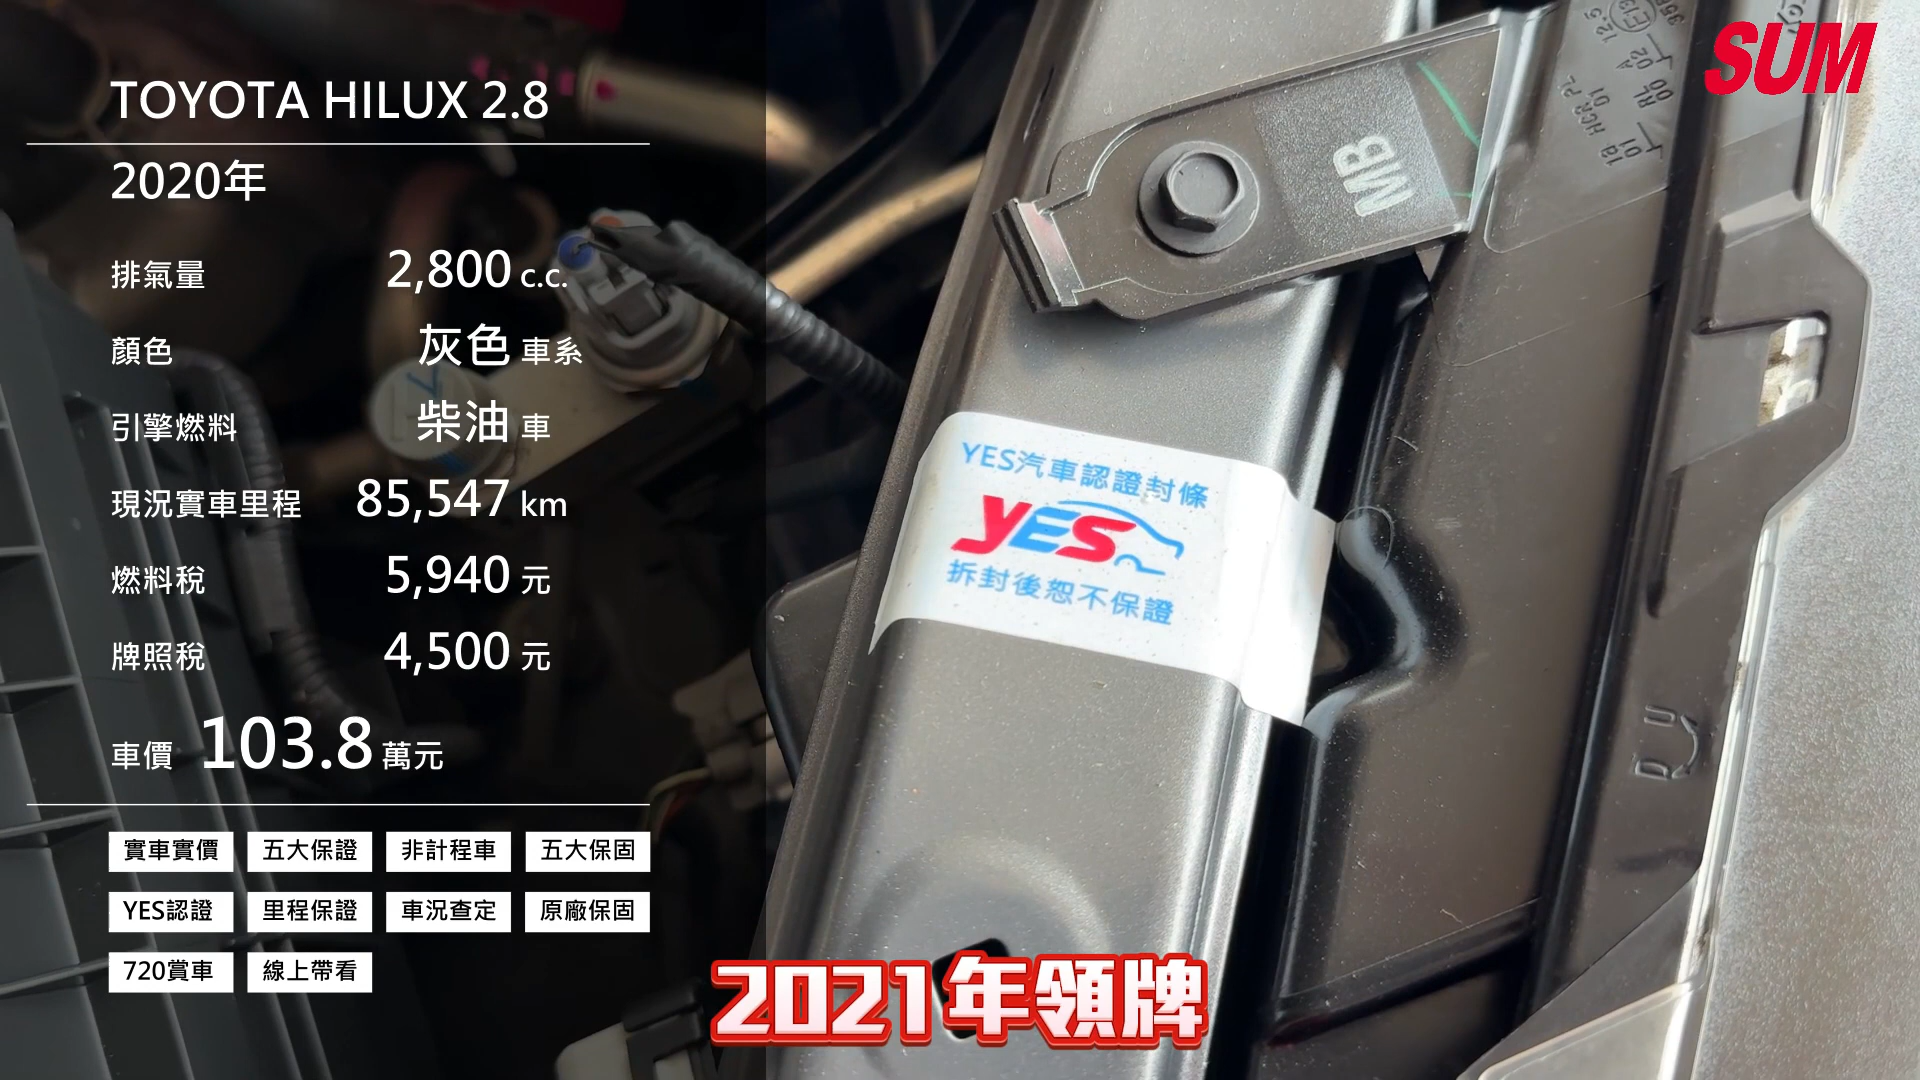 TOYOTA HILUX 2.8
2020年
排氣量 2,800 c.c.
顏色 灰色 車系
引擎燃料 柴油 車
現況實車里程 85,547 km
燃料稅 5,940 元
牌照稅 4,500 元
車價 103.8 萬元
實車實價 五大保證 非計程車 五大保固
YES認證 里程保證 車況查定 原廠保固
720賞車 線上帶看
SUM
MB
YES汽車認證封條
YES
拆封後恕不保證
D U
2021年領牌